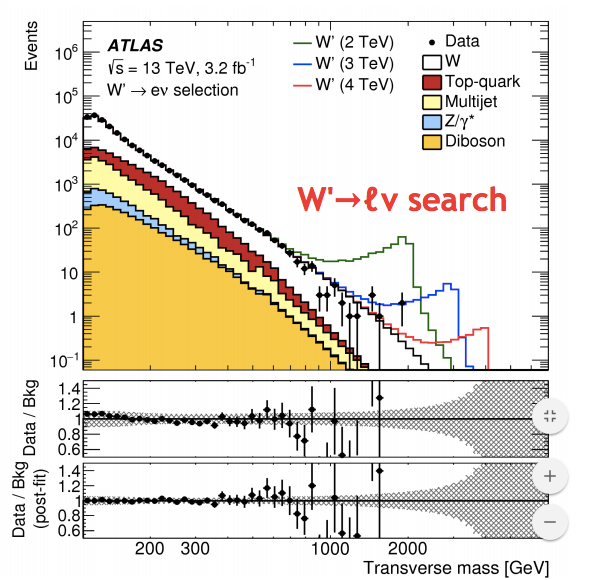 Events
10⁶
10⁵
10⁴
10³
10²
10
1
10⁻¹
ATLAS
√s = 13 TeV, 3.2 fb⁻¹
W' → eν selection
W' (2 TeV)
W' (3 TeV)
W' (4 TeV)
Data
W
Top-quark
Multijet
Z/γ*
Diboson
W'→ℓν search
Data / Bkg
1.4
1.2
1
0.8
0.6
Data / Bkg
(post-fit)
1.4
1.2
1
0.8
0.6
200 300 1000 2000
Transverse mass [GeV]